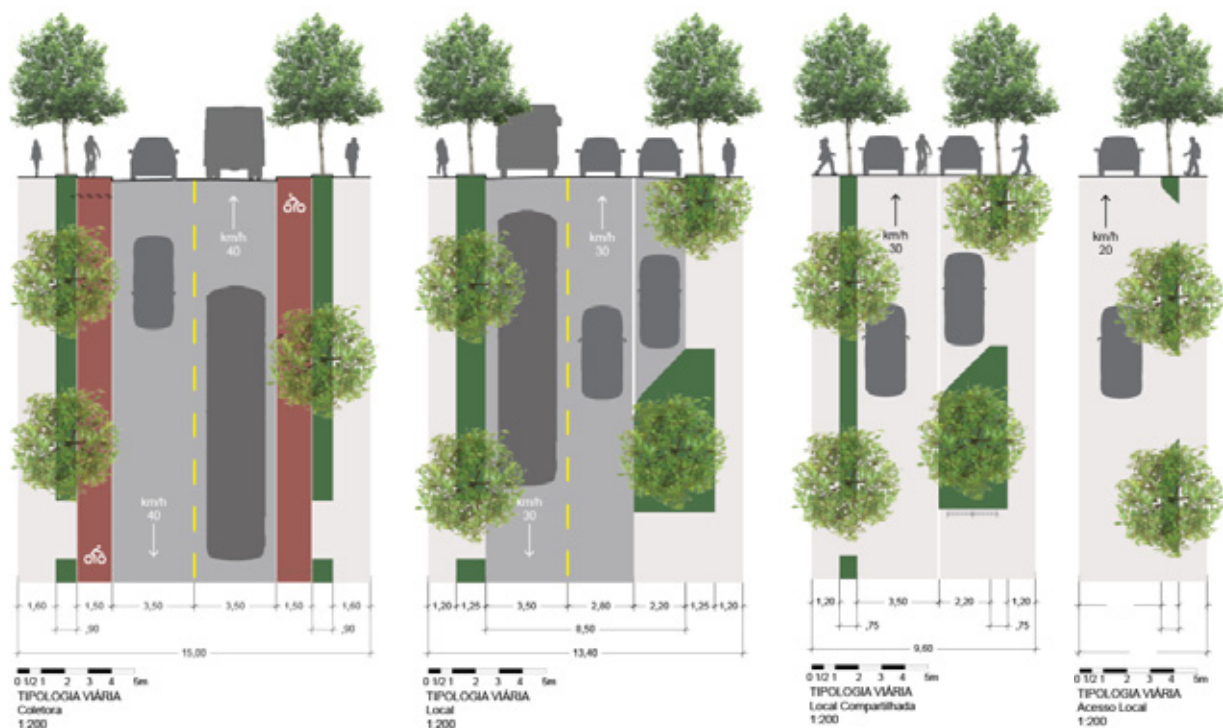 km/h
40
km/h
40
1,60
1,50
3,50
3,50
1,50
1,60
,90
,90
15,00
0 1/2 1 2 3 4 5m
TIPOLOGIA VIÁRIA
Coletora
1:200
km/h
30
km/h
30
1,20
1,25
3,50
2,80
2,20
1,25
1,20
8,50
13,40
0 1/2 1 2 3 4 5m
TIPOLOGIA VIÁRIA
Local
1:200
km/h
30
1,20
3,50
2,20
1,20
,75
,75
9,60
0 1/2 1 2 3 4 5m
TIPOLOGIA VIÁRIA
Local Compartilhada
1:200
km/h
20
0 1/2 1 2 3 4 5m
TIPOLOGIA VIÁRIA
Acesso Local
1:200